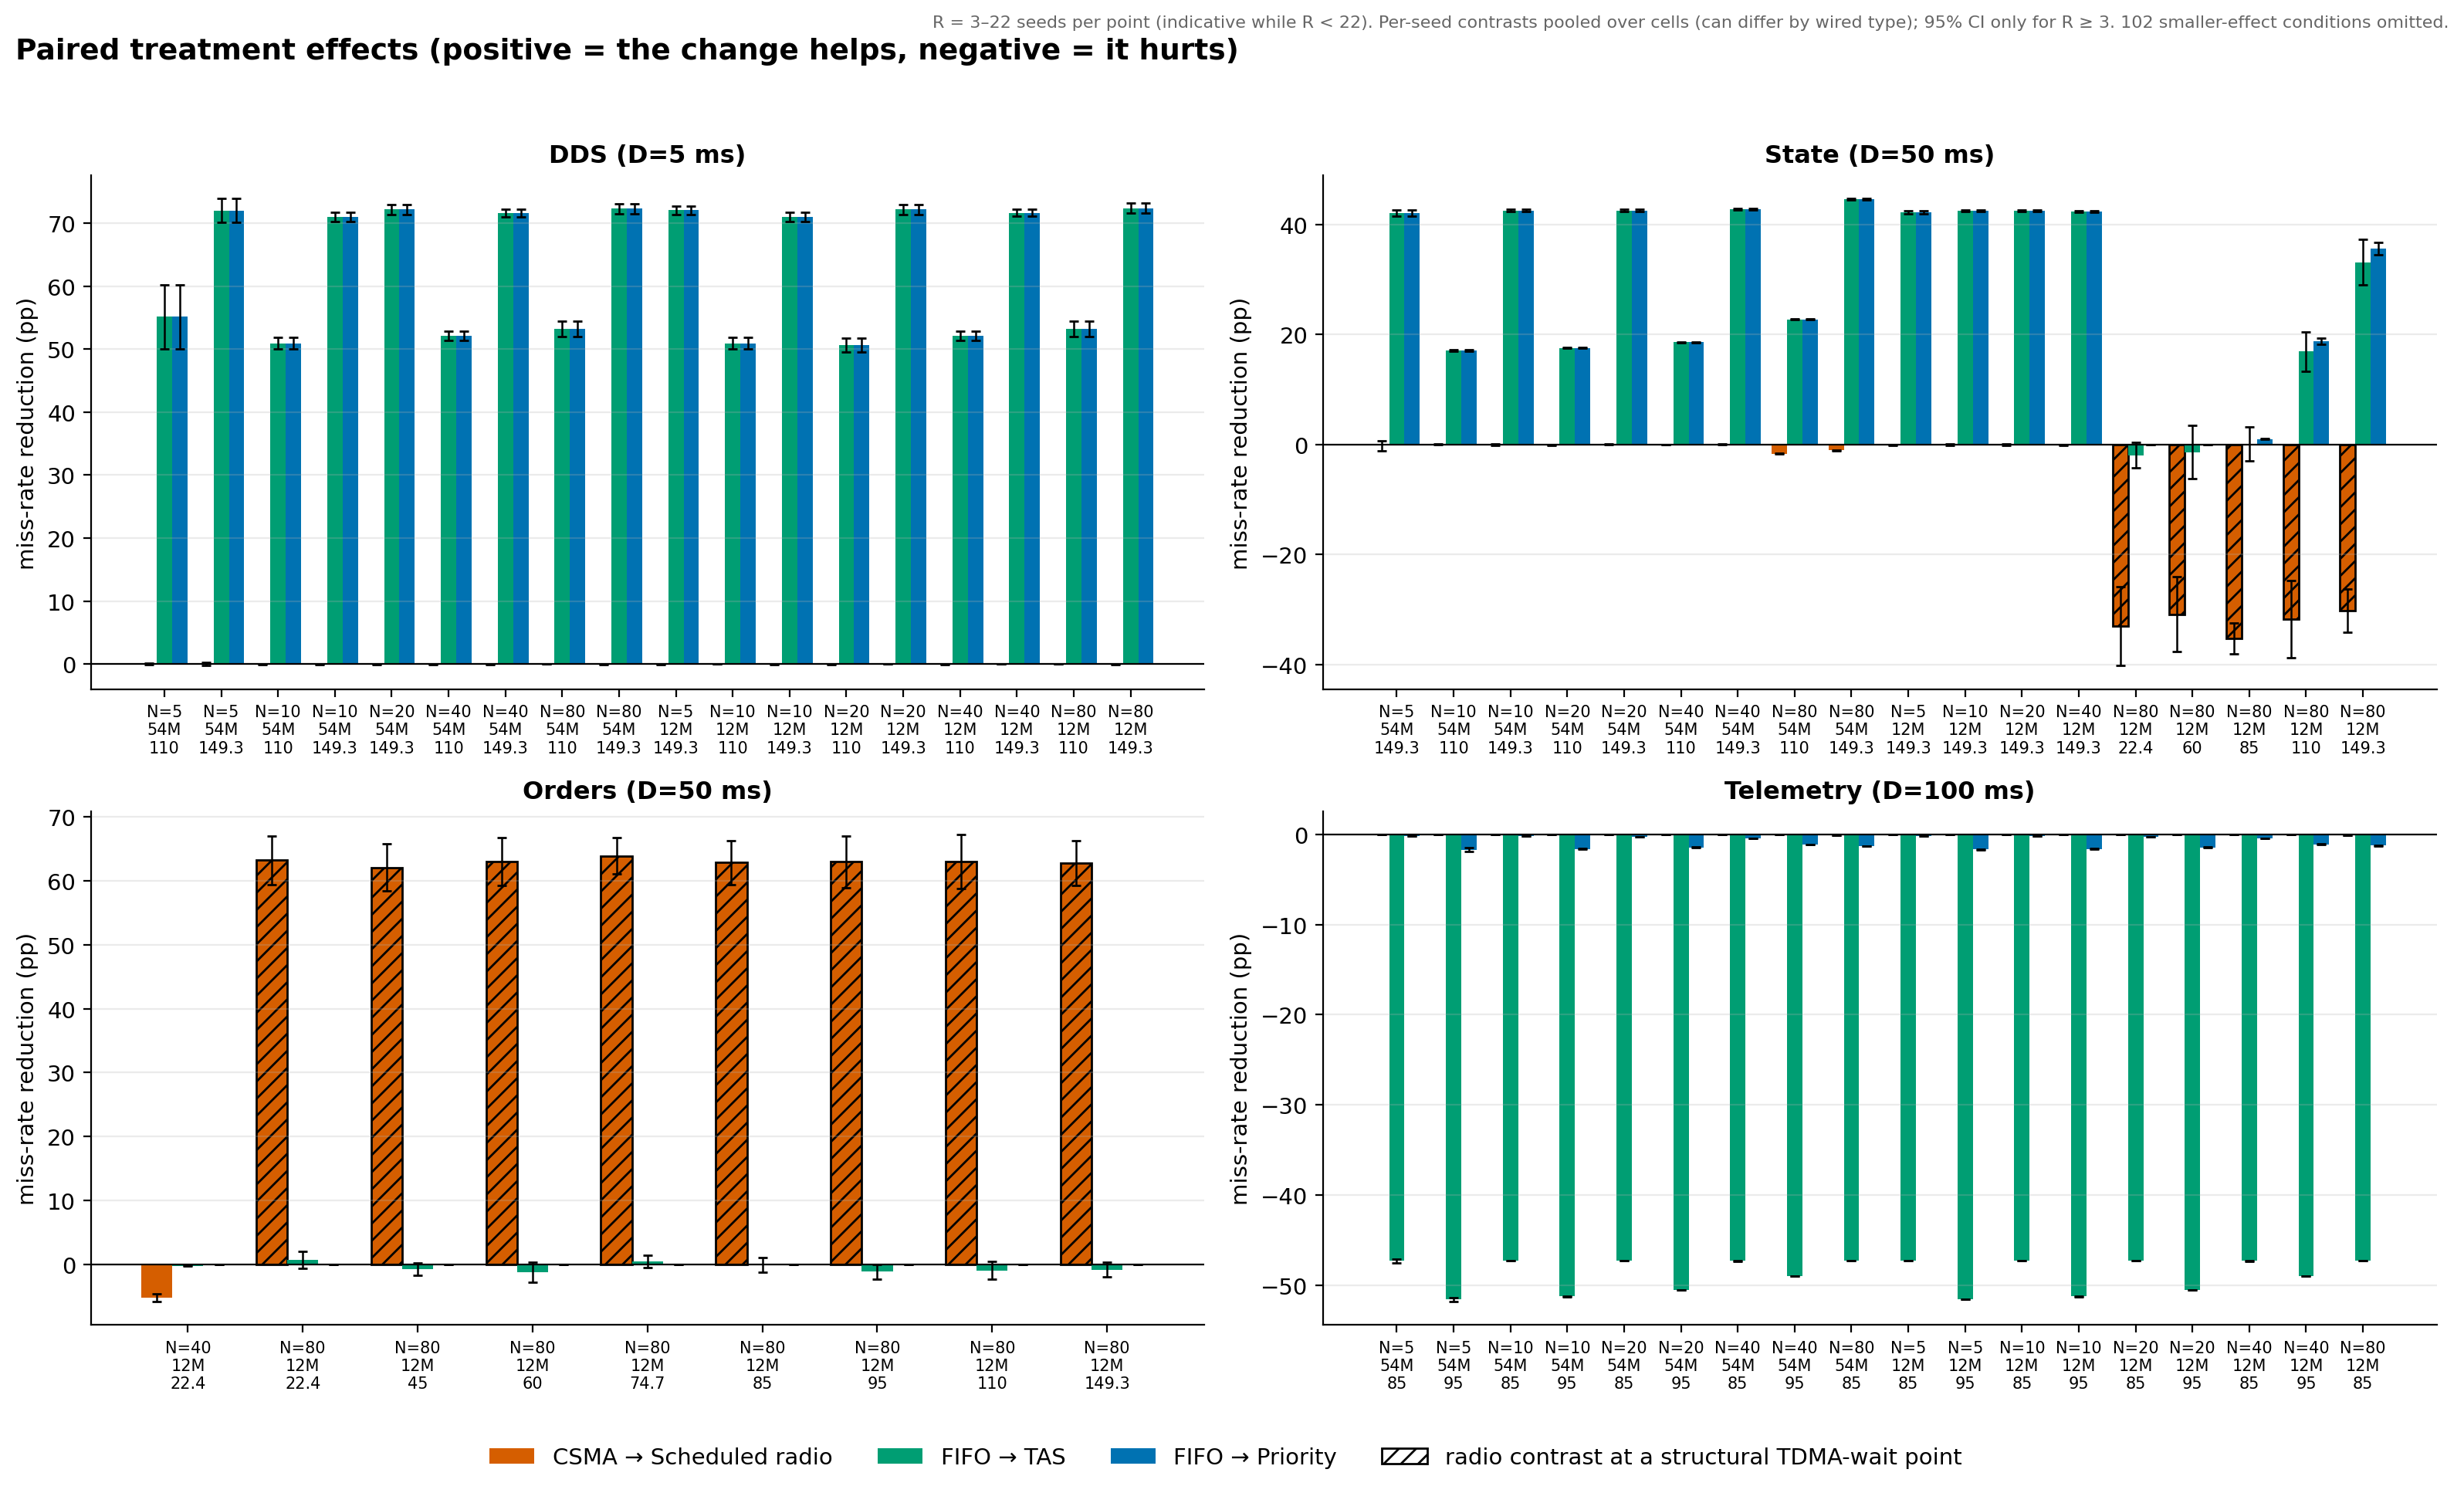 R = 3–22 seeds per point (indicative while R < 22). Per-seed contrasts pooled over cells (can differ by wired type); 95% CI only for R ≥ 3. 102 smaller-effect conditions omitted.
Paired treatment effects (positive = the change helps, negative = it hurts)
DDS (D=5 ms)
miss-rate reduction (pp)
70
60
50
40
30
20
10
0
N=5 N=5 N=10 N=10 N=20 N=40 N=40 N=80 N=80 N=5 N=10 N=10 N=20 N=20 N=40 N=40 N=80 N=80
54M 54M 54M 54M 54M 54M 54M 54M 54M 12M 12M 12M 12M 12M 12M 12M 12M 12M
110 149.3 110 149.3 149.3 110 149.3 110 149.3 149.3 110 149.3 110 149.3 110 149.3 110 149.3
State (D=50 ms)
miss-rate reduction (pp)
40
20
0
−20
−40
N=5 N=10 N=10 N=20 N=20 N=40 N=40 N=80 N=80 N=5 N=10 N=20 N=40 N=80 N=80 N=80 N=80 N=80
54M 54M 54M 54M 54M 54M 54M 54M 54M 12M 12M 12M 12M 12M 12M 12M 12M 12M
149.3 110 149.3 110 149.3 110 149.3 110 149.3 149.3 149.3 149.3 149.3 22.4 60 85 110 149.3
Orders (D=50 ms)
miss-rate reduction (pp)
70
60
50
40
30
20
10
0
N=40 N=80 N=80 N=80 N=80 N=80 N=80 N=80 N=80
12M 12M 12M 12M 12M 12M 12M 12M 12M
22.4 22.4 45 60 74.7 85 95 110 149.3
Telemetry (D=100 ms)
miss-rate reduction (pp)
0
−10
−20
−30
−40
−50
N=5 N=5 N=10 N=10 N=20 N=20 N=40 N=40 N=80 N=5 N=5 N=10 N=10 N=20 N=20 N=40 N=40 N=80
54M 54M 54M 54M 54M 54M 54M 54M 54M 12M 12M 12M 12M 12M 12M 12M 12M 12M
85 95 85 95 85 95 85 95 85 85 95 85 95 85 95 85 95 85
CSMA → Scheduled radio FIFO → TAS FIFO → Priority radio contrast at a structural TDMA-wait point